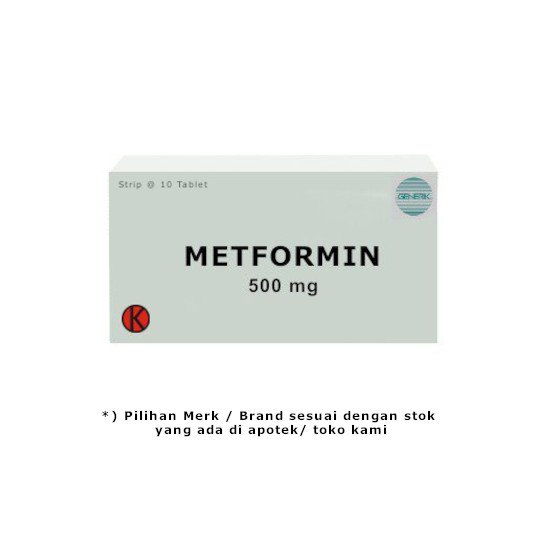 Strip @ 10 Tablet
GENERIK
METFORMIN
500 mg
K
*) Pilihan Merk / Brand sesuai dengan stok
yang ada di apotek/ toko kami